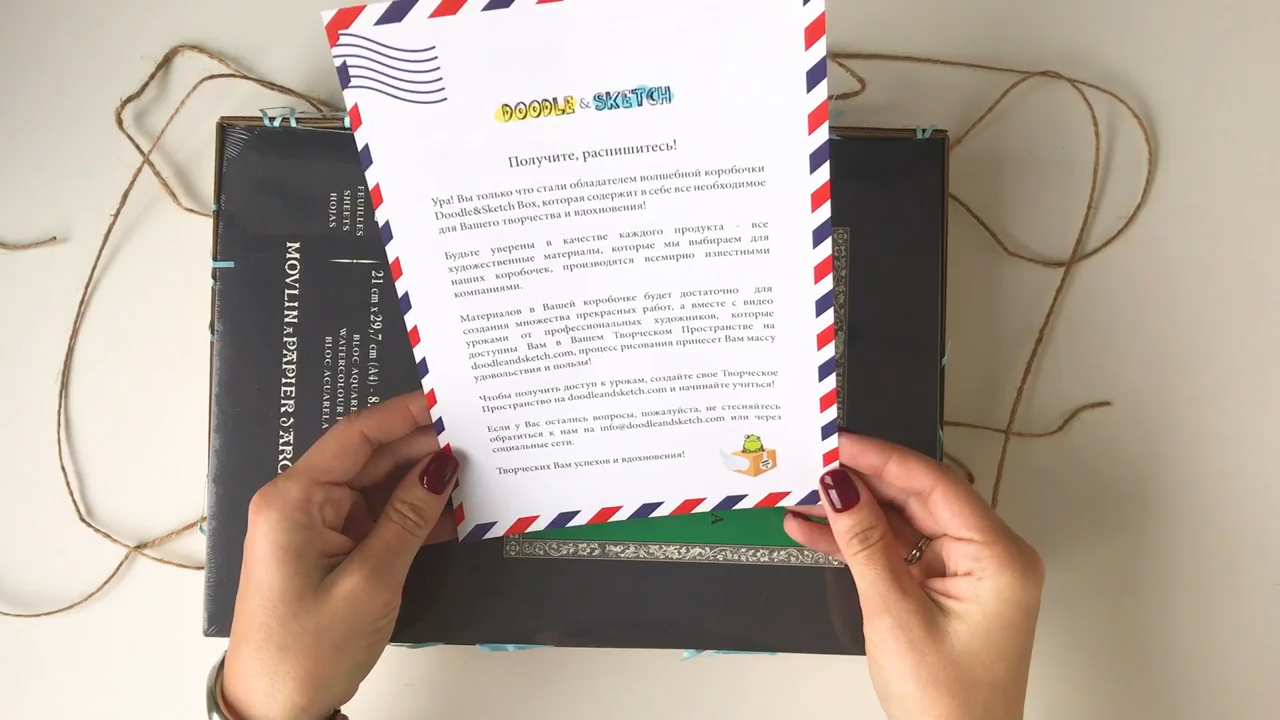 DOODLE & SKETCH
Получите, распишитесь!
Ура! Вы только что стали обладателем волшебной коробочки
Doodle&Sketch Box, которая содержит в себе все необходимое
для Вашего творчества и вдохновения!
Будьте уверены в качестве каждого продукта - все
художественные материалы, которые мы выбираем для
наших коробочек, производятся всемирно известными
компаниями.
Материалов в Вашей коробочке будет достаточно для
создания множества прекрасных работ, а вместе с видео
уроками от профессиональных художников, которые
доступны Вам в Вашем Творческом Пространстве на
doodleandsketch.com, процесс рисования принесет Вам массу
удовольствия и пользы!
Чтобы получить доступ к урокам, создайте свое Творческое
Пространство на doodleandsketch.com и начинайте учиться!
Если у Вас остались вопросы, пожалуйста, не стесняйтесь
обратиться к нам на info@doodleandsketch.com или через
социальные сети.
Творческих Вам успехов и вдохновения!
FEUILLES
SHEETS
HOJAS
21 cm x 29,7 cm (A4) - 8.
BLOC AQUARE
WATERCOLOUR
BLOC ACUARELA
MOVLIN A PAPIER D'ARC
A